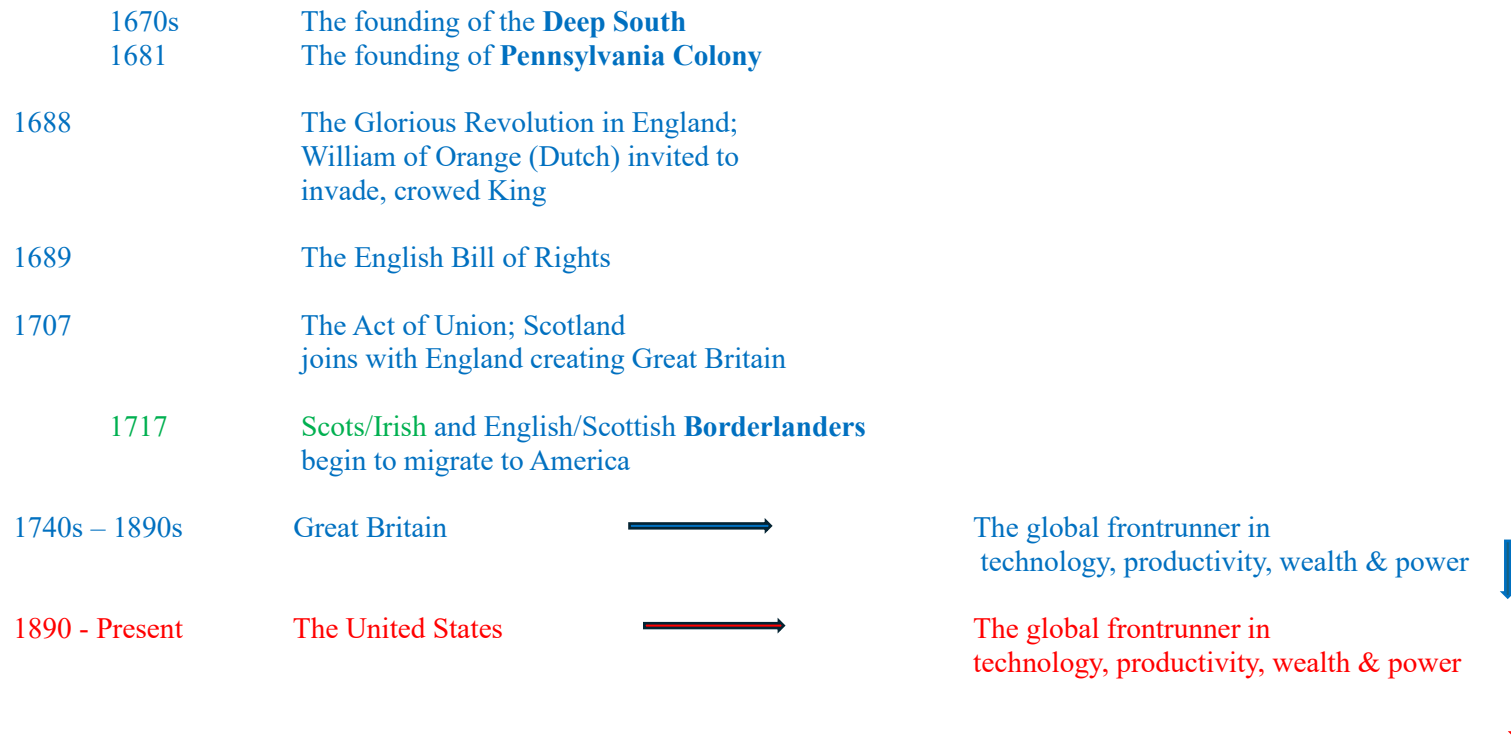 1670s The founding of the Deep South
1681 The founding of Pennsylvania Colony
1688 The Glorious Revolution in England;
William of Orange (Dutch) invited to
invade, crowed King
1689 The English Bill of Rights
1707 The Act of Union; Scotland
joins with England creating Great Britain
1717 Scots/Irish and English/Scottish Borderlanders
begin to migrate to America
1740s – 1890s Great Britain The global frontrunner in
technology, productivity, wealth & power
1890 - Present The United States The global frontrunner in
technology, productivity, wealth & power